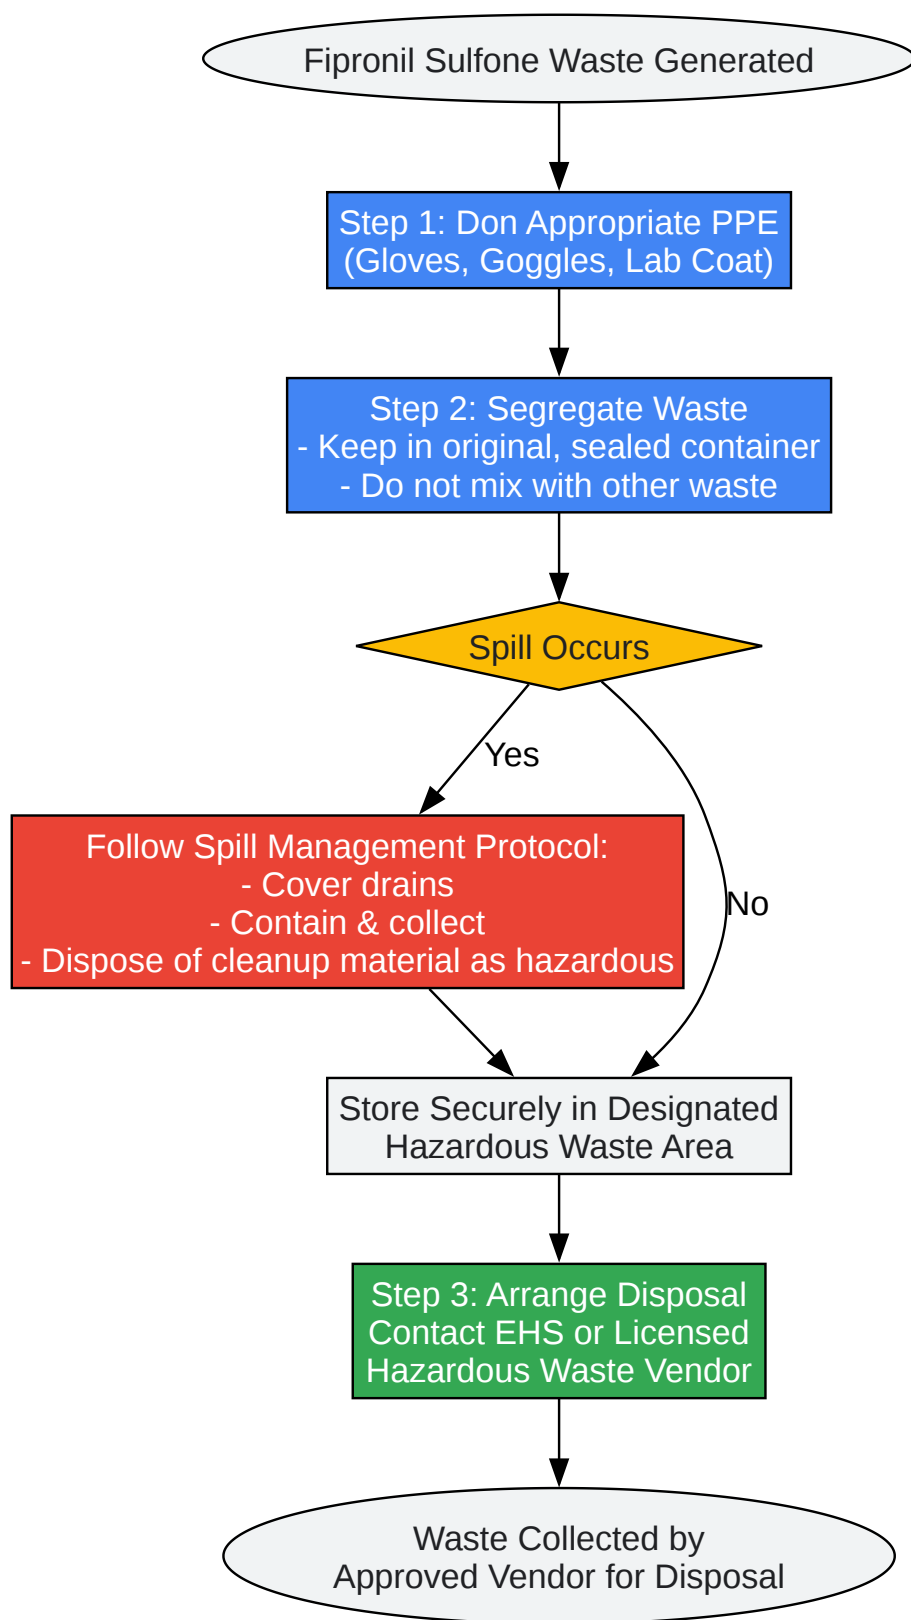 Fipronil Sulfone Waste Generated
Step 1: Don Appropriate PPE
(Gloves, Goggles, Lab Coat)
Step 2: Segregate Waste
- Keep in original, sealed container
- Do not mix with other waste
Spill Occurs
Yes
Follow Spill Management Protocol:
- Cover drains
- Contain & collect
- Dispose of cleanup material as hazardous
No
Store Securely in Designated
Hazardous Waste Area
Step 3: Arrange Disposal
Contact EHS or Licensed
Hazardous Waste Vendor
Waste Collected by
Approved Vendor for Disposal